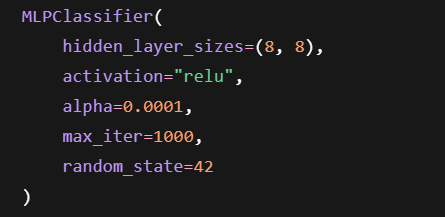 MLPClassifier(
    hidden_layer_sizes=(8, 8),
    activation="relu",
    alpha=0.0001,
    max_iter=1000,
    random_state=42
)